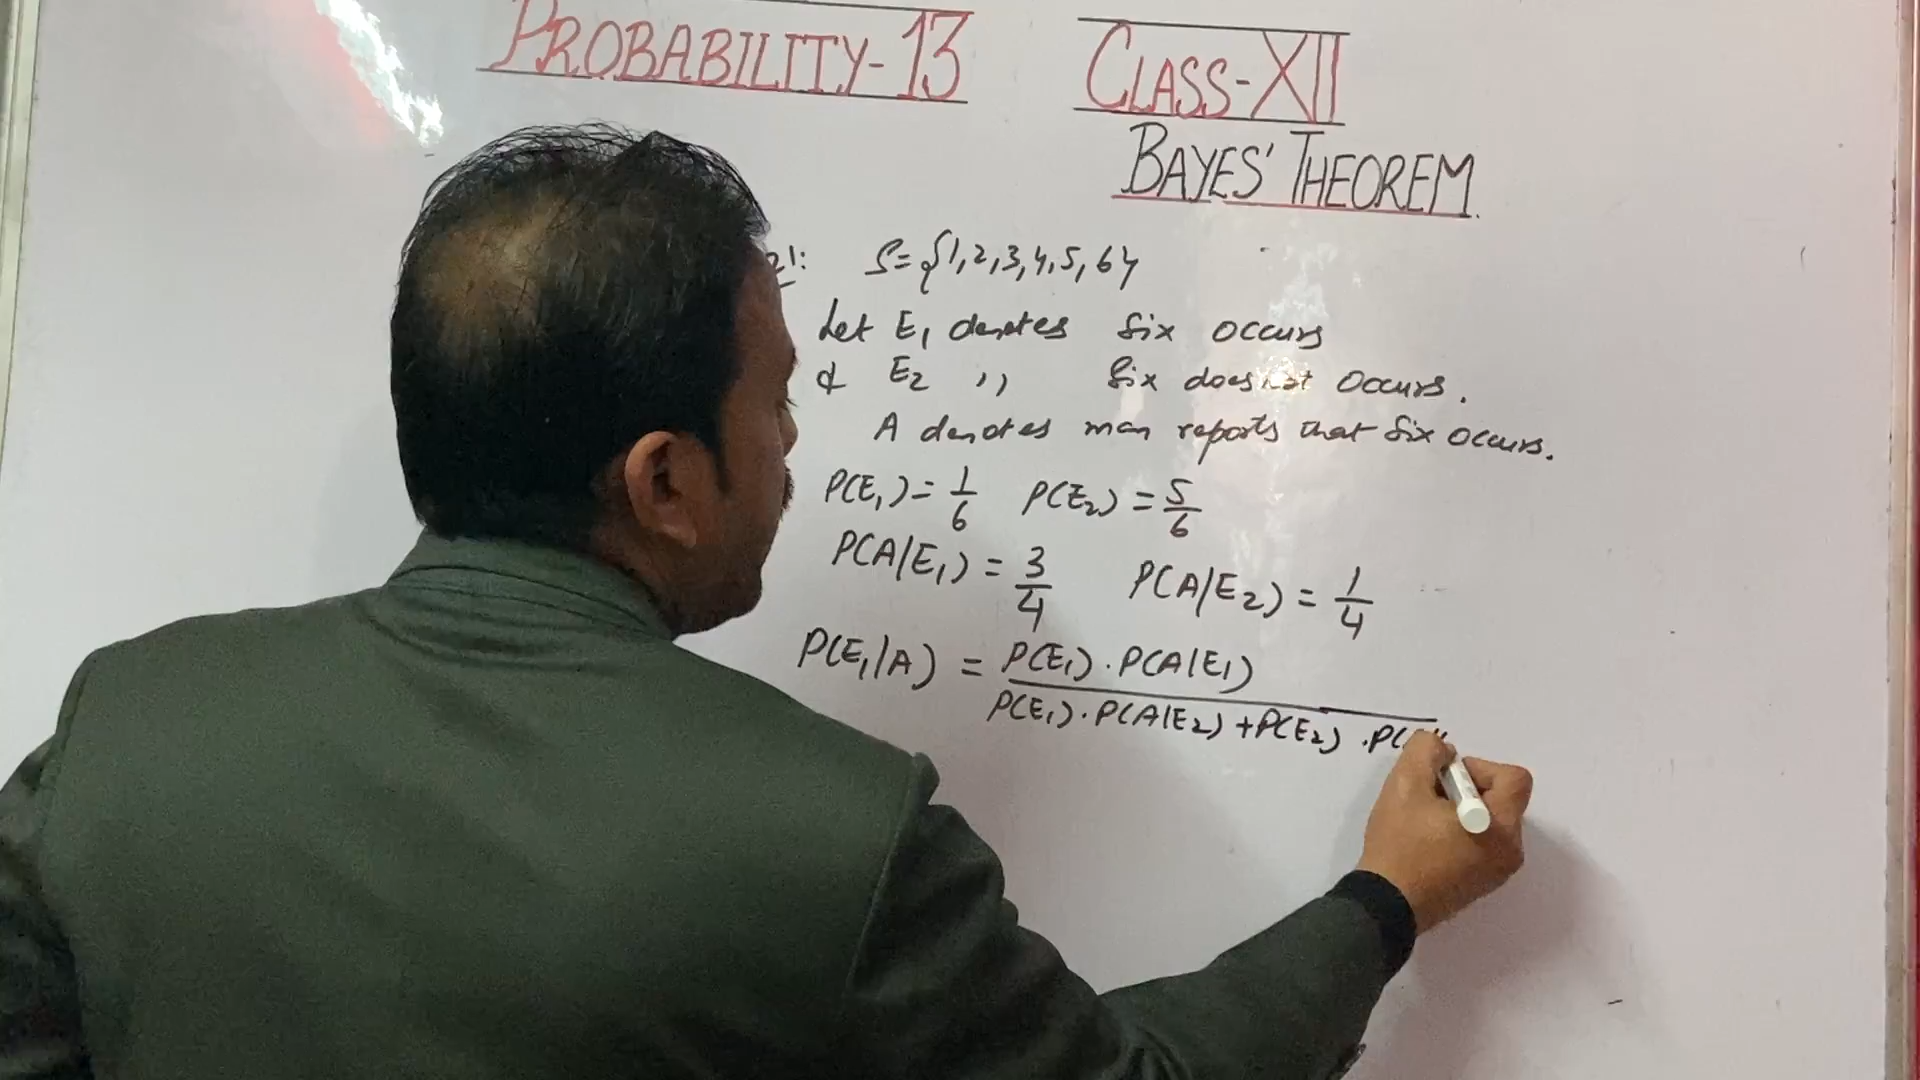 PROBABILITY-13 CLASS-XII
BAYES' THEOREM.
S={1,2,3,4,5,6}
Let E₁ denotes Six occurs
& E₂ ,, Six does not occurs.
A denotes man reports that Six occurs.
P(E₁)= 1/6 P(E₂) = 5/6
P(A/E₁) = 3/4 P(A/E₂) = 1/4
P(E₁|A) = P(E₁).P(A|E₁)
P(E₁).P(A|E₂) +P(E₂) .P(